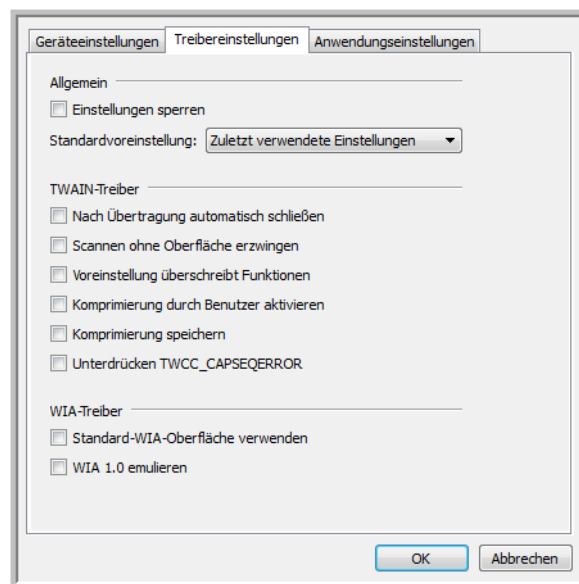 Geräteeinstellungen Treibereinstellungen Anwendungseinstellungen
Allgemein
Einstellungen sperren
Standardvoreinstellung: Zuletzt verwendete Einstellungen
TWAIN-Treiber
Nach Übertragung automatisch schließen
Scannen ohne Oberfläche erzwingen
Voreinstellung überschreibt Funktionen
Komprimierung durch Benutzer aktivieren
Komprimierung speichern
Unterdrücken TWCC_CAPSEQERROR
WIA-Treiber
Standard-WIA-Oberfläche verwenden
WIA 1.0 emulieren
OK Abbrechen